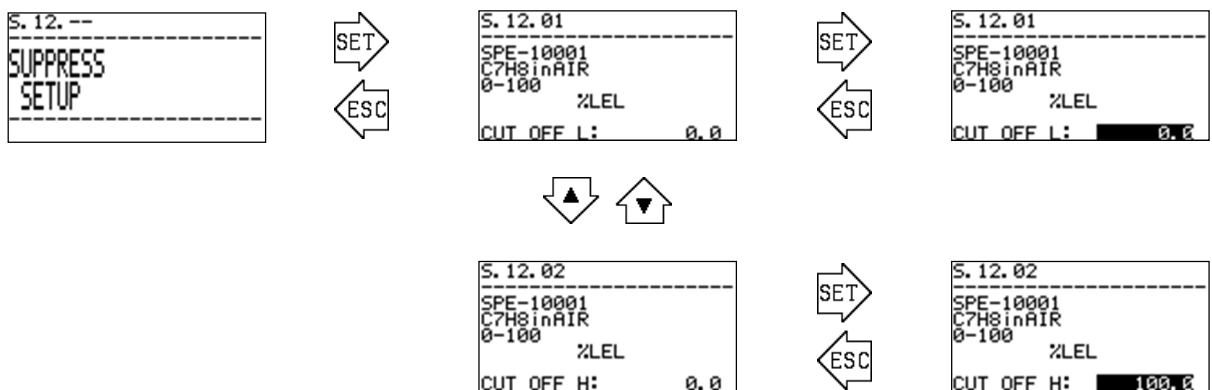 S.12.--
SUPPRESS
SETUP
SET
ESC
S.12.01
SPE-10001
C7H8inAIR
0-100
%LEL
CUT OFF L: 0.0
SET
ESC
S.12.01
SPE-10001
C7H8inAIR
0-100
%LEL
CUT OFF L: 0.0
▲ ▼
S.12.02
SPE-10001
C7H8inAIR
0-100
%LEL
CUT OFF H: 0.0
SET
ESC
S.12.02
SPE-10001
C7H8inAIR
0-100
%LEL
CUT OFF H: 100.0